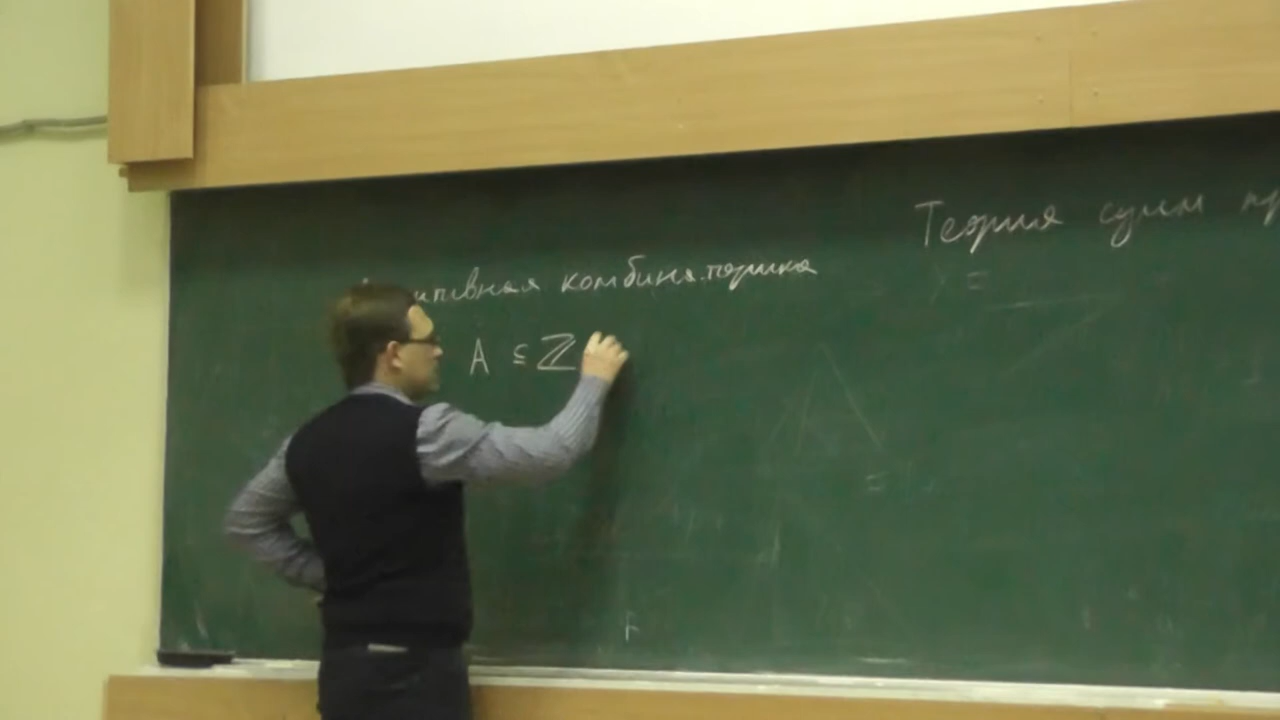 Теория сумм
комбинаторика
A ⊆ ℤ